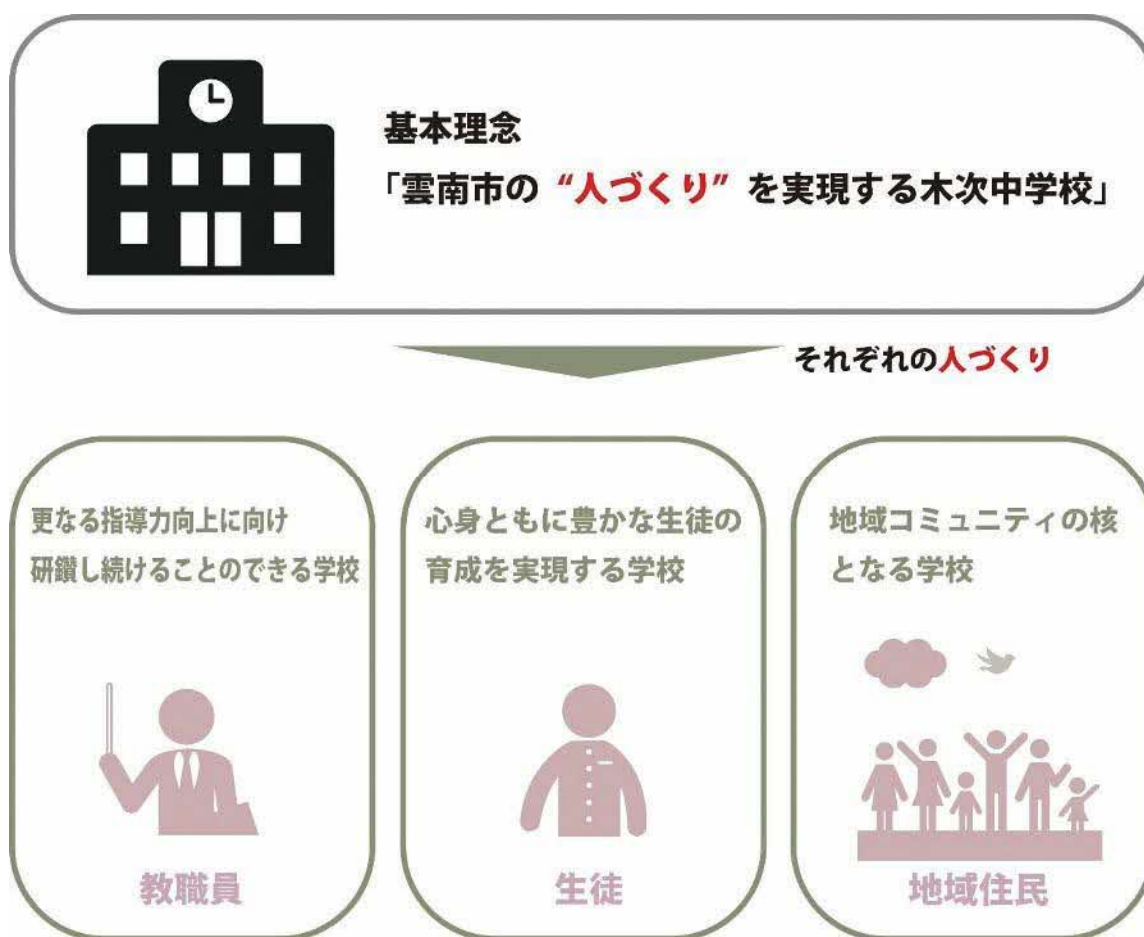 基本理念
「雲南市の “人づくり” を実現する木次中学校」
それぞれの人づくり
更なる指導力向上に向け
研鑽し続けることのできる学校
教職員
心身ともに豊かな生徒の
育成を実現する学校
生徒
地域コミュニティの核
となる学校
地域住民